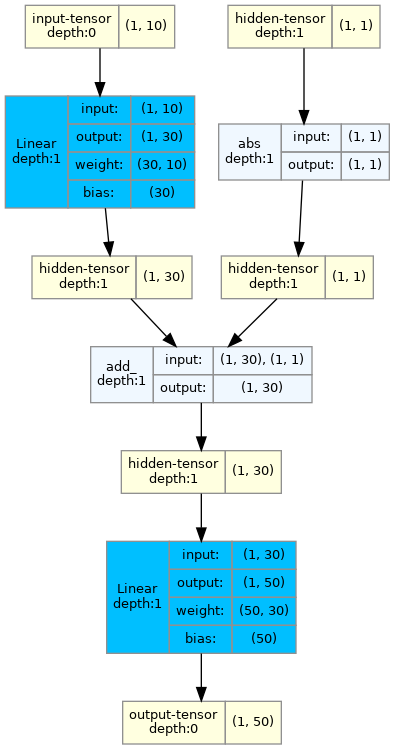 input-tensor
depth:0
(1, 10)
hidden-tensor
depth:1
(1, 1)
Linear
depth:1
input:
(1, 10)
output:
(1, 30)
weight:
(30, 10)
bias:
(30)
abs
depth:1
input:
(1, 1)
output:
(1, 1)
hidden-tensor
depth:1
(1, 30)
hidden-tensor
depth:1
(1, 1)
add_
depth:1
input:
(1, 30), (1, 1)
output:
(1, 30)
hidden-tensor
depth:1
(1, 30)
Linear
depth:1
input:
(1, 30)
output:
(1, 50)
weight:
(50, 30)
bias:
(50)
output-tensor
depth:0
(1, 50)